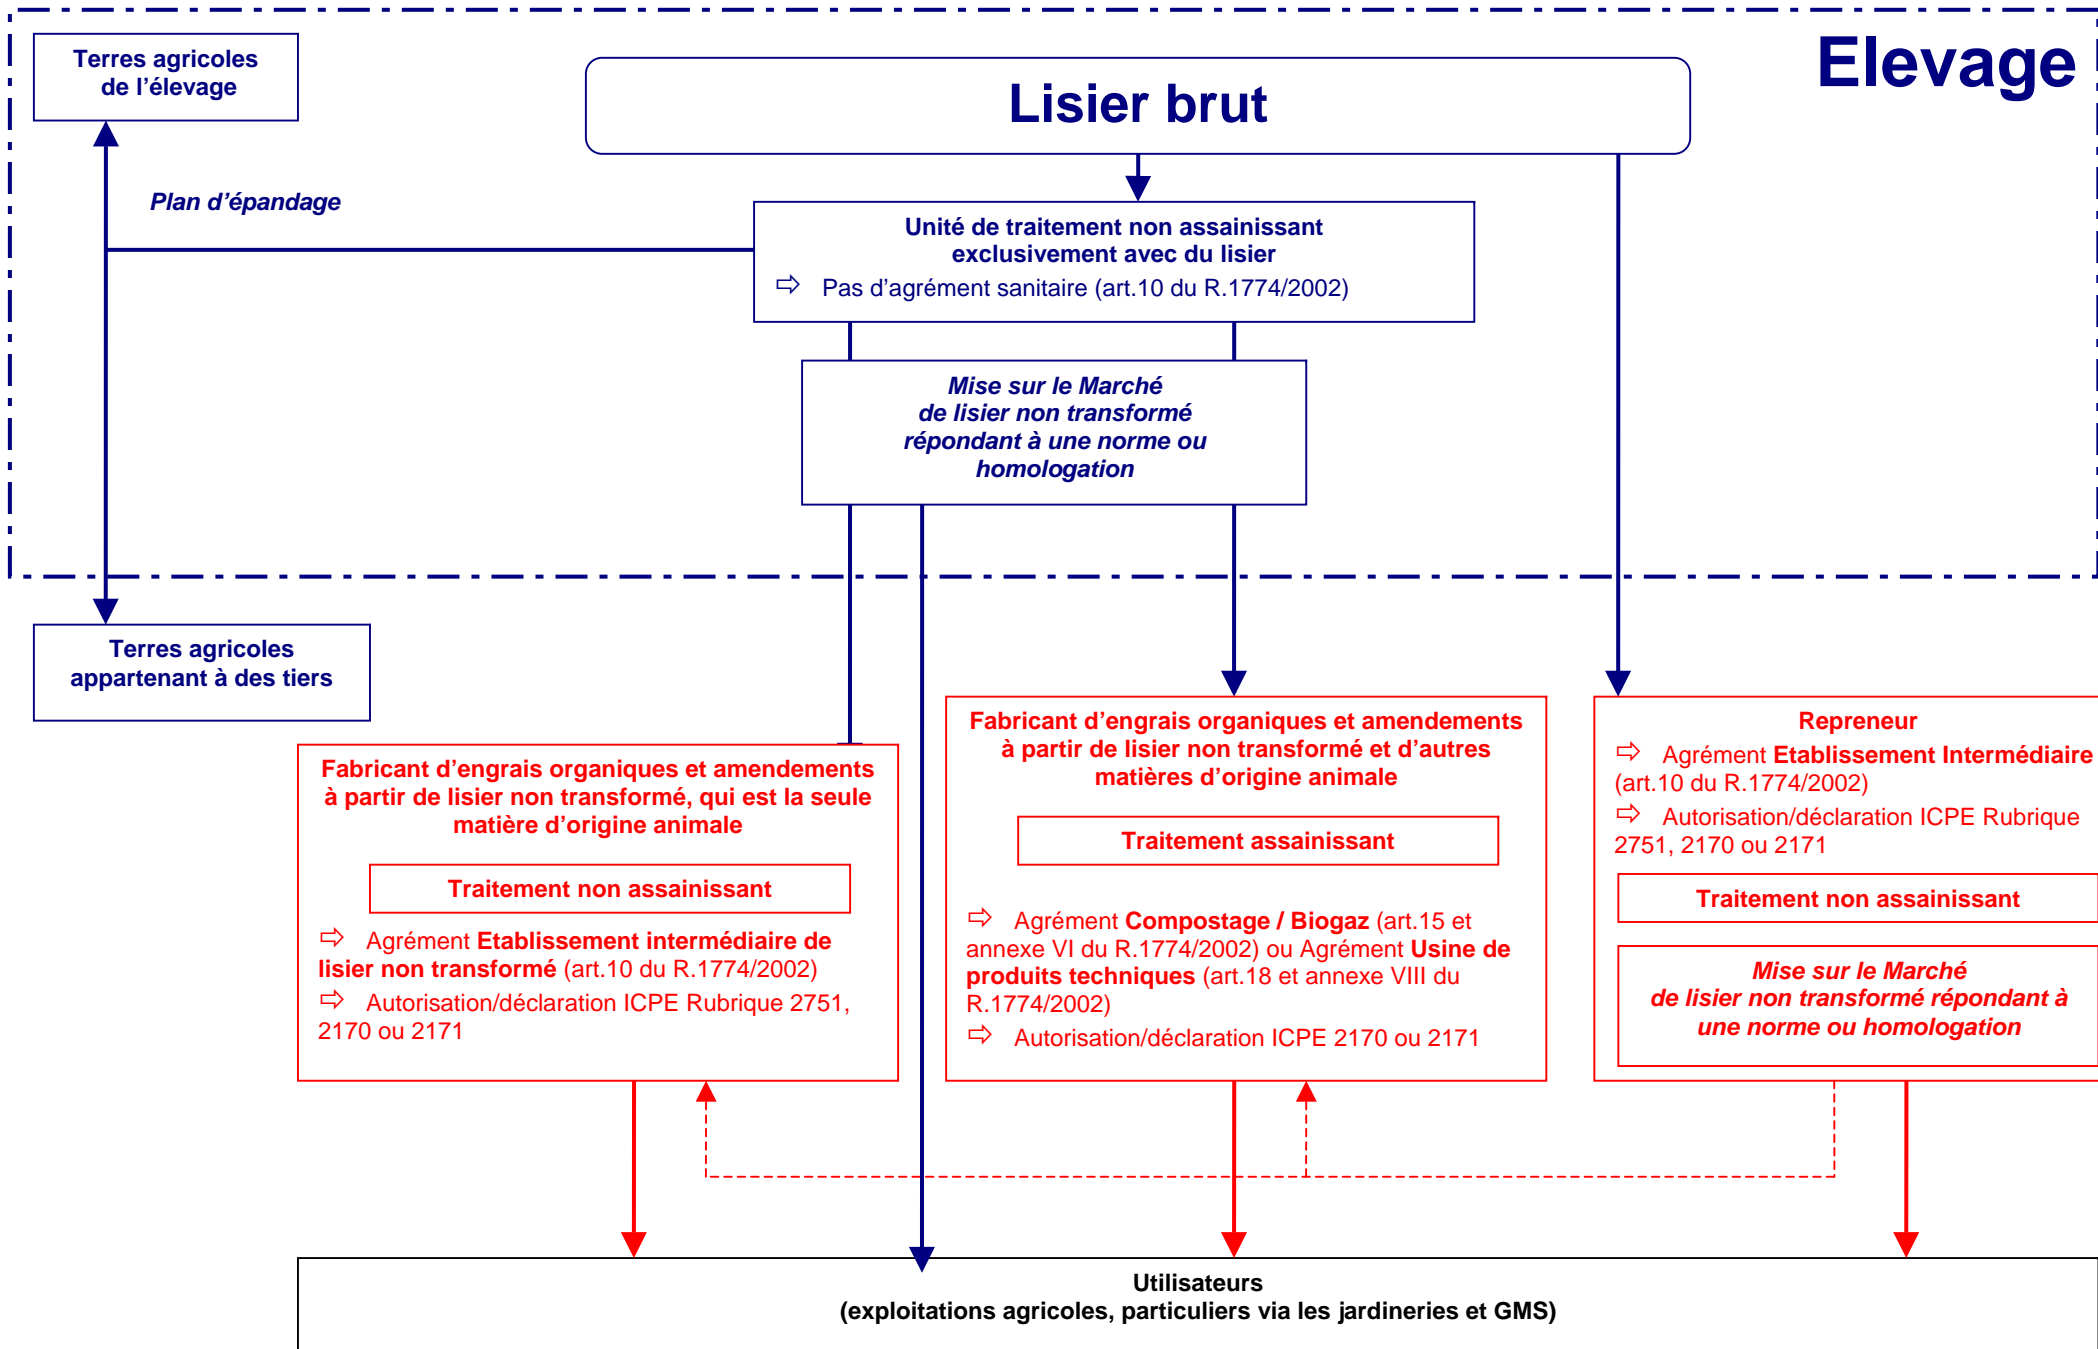 Elevage
Terres agricoles
de l’élevage
Lisier brut
Plan d’épandage
Unité de traitement non assainissant
exclusivement avec du lisier
⇨ Pas d’agrément sanitaire (art.10 du R.1774/2002)
Mise sur le Marché
de lisier non transformé
répondant à une norme ou
homologation
Terres agricoles
appartenant à des tiers
Fabricant d’engrais organiques et amendements
à partir de lisier non transformé, qui est la seule
matière d’origine animale
Traitement non assainissant
⇨ Agrément Etablissement intermédiaire de
lisier non transformé (art.10 du R.1774/2002)
⇨ Autorisation/déclaration ICPE Rubrique 2751,
2170 ou 2171
Fabricant d’engrais organiques et amendements
à partir de lisier non transformé et d’autres
matières d’origine animale
Traitement assainissant
⇨ Agrément Compostage / Biogaz (art.15 et
annexe VI du R.1774/2002) ou Agrément Usine de
produits techniques (art.18 et annexe VIII du
R.1774/2002)
⇨ Autorisation/déclaration ICPE 2170 ou 2171
Repreneur
⇨ Agrément Etablissement Intermédiaire
(art.10 du R.1774/2002)
⇨ Autorisation/déclaration ICPE Rubrique
2751, 2170 ou 2171
Traitement non assainissant
Mise sur le Marché
de lisier non transformé répondant à
une norme ou homologation
Utilisateurs
(exploitations agricoles, particuliers via les jardineries et GMS)